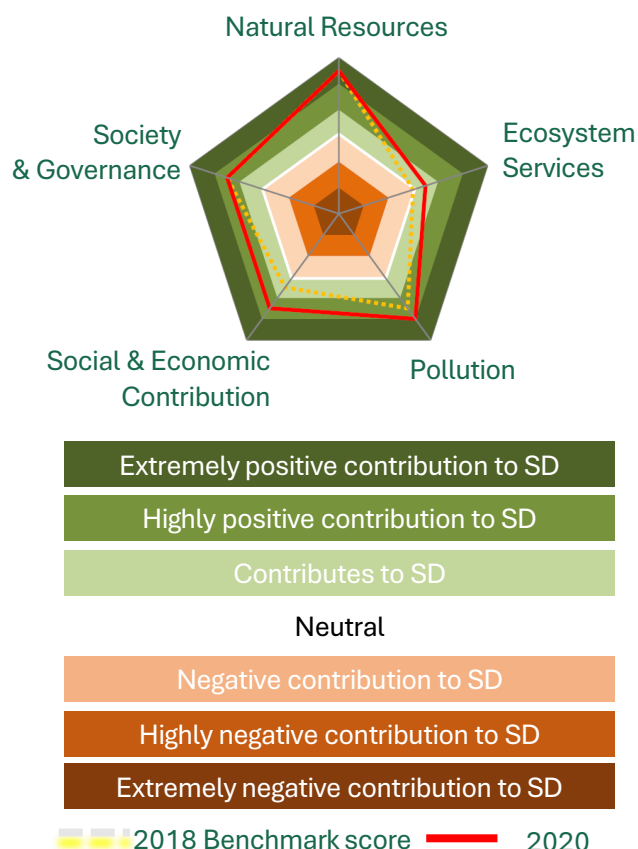 Natural Resources
Ecosystem
Services
Society
& Governance
Social & Economic
Contribution
Pollution
Extremely positive contribution to SD
Highly positive contribution to SD
Contributes to SD
Neutral
Negative contribution to SD
Highly negative contribution to SD
Extremely negative contribution to SD
2018 Benchmark score
2020